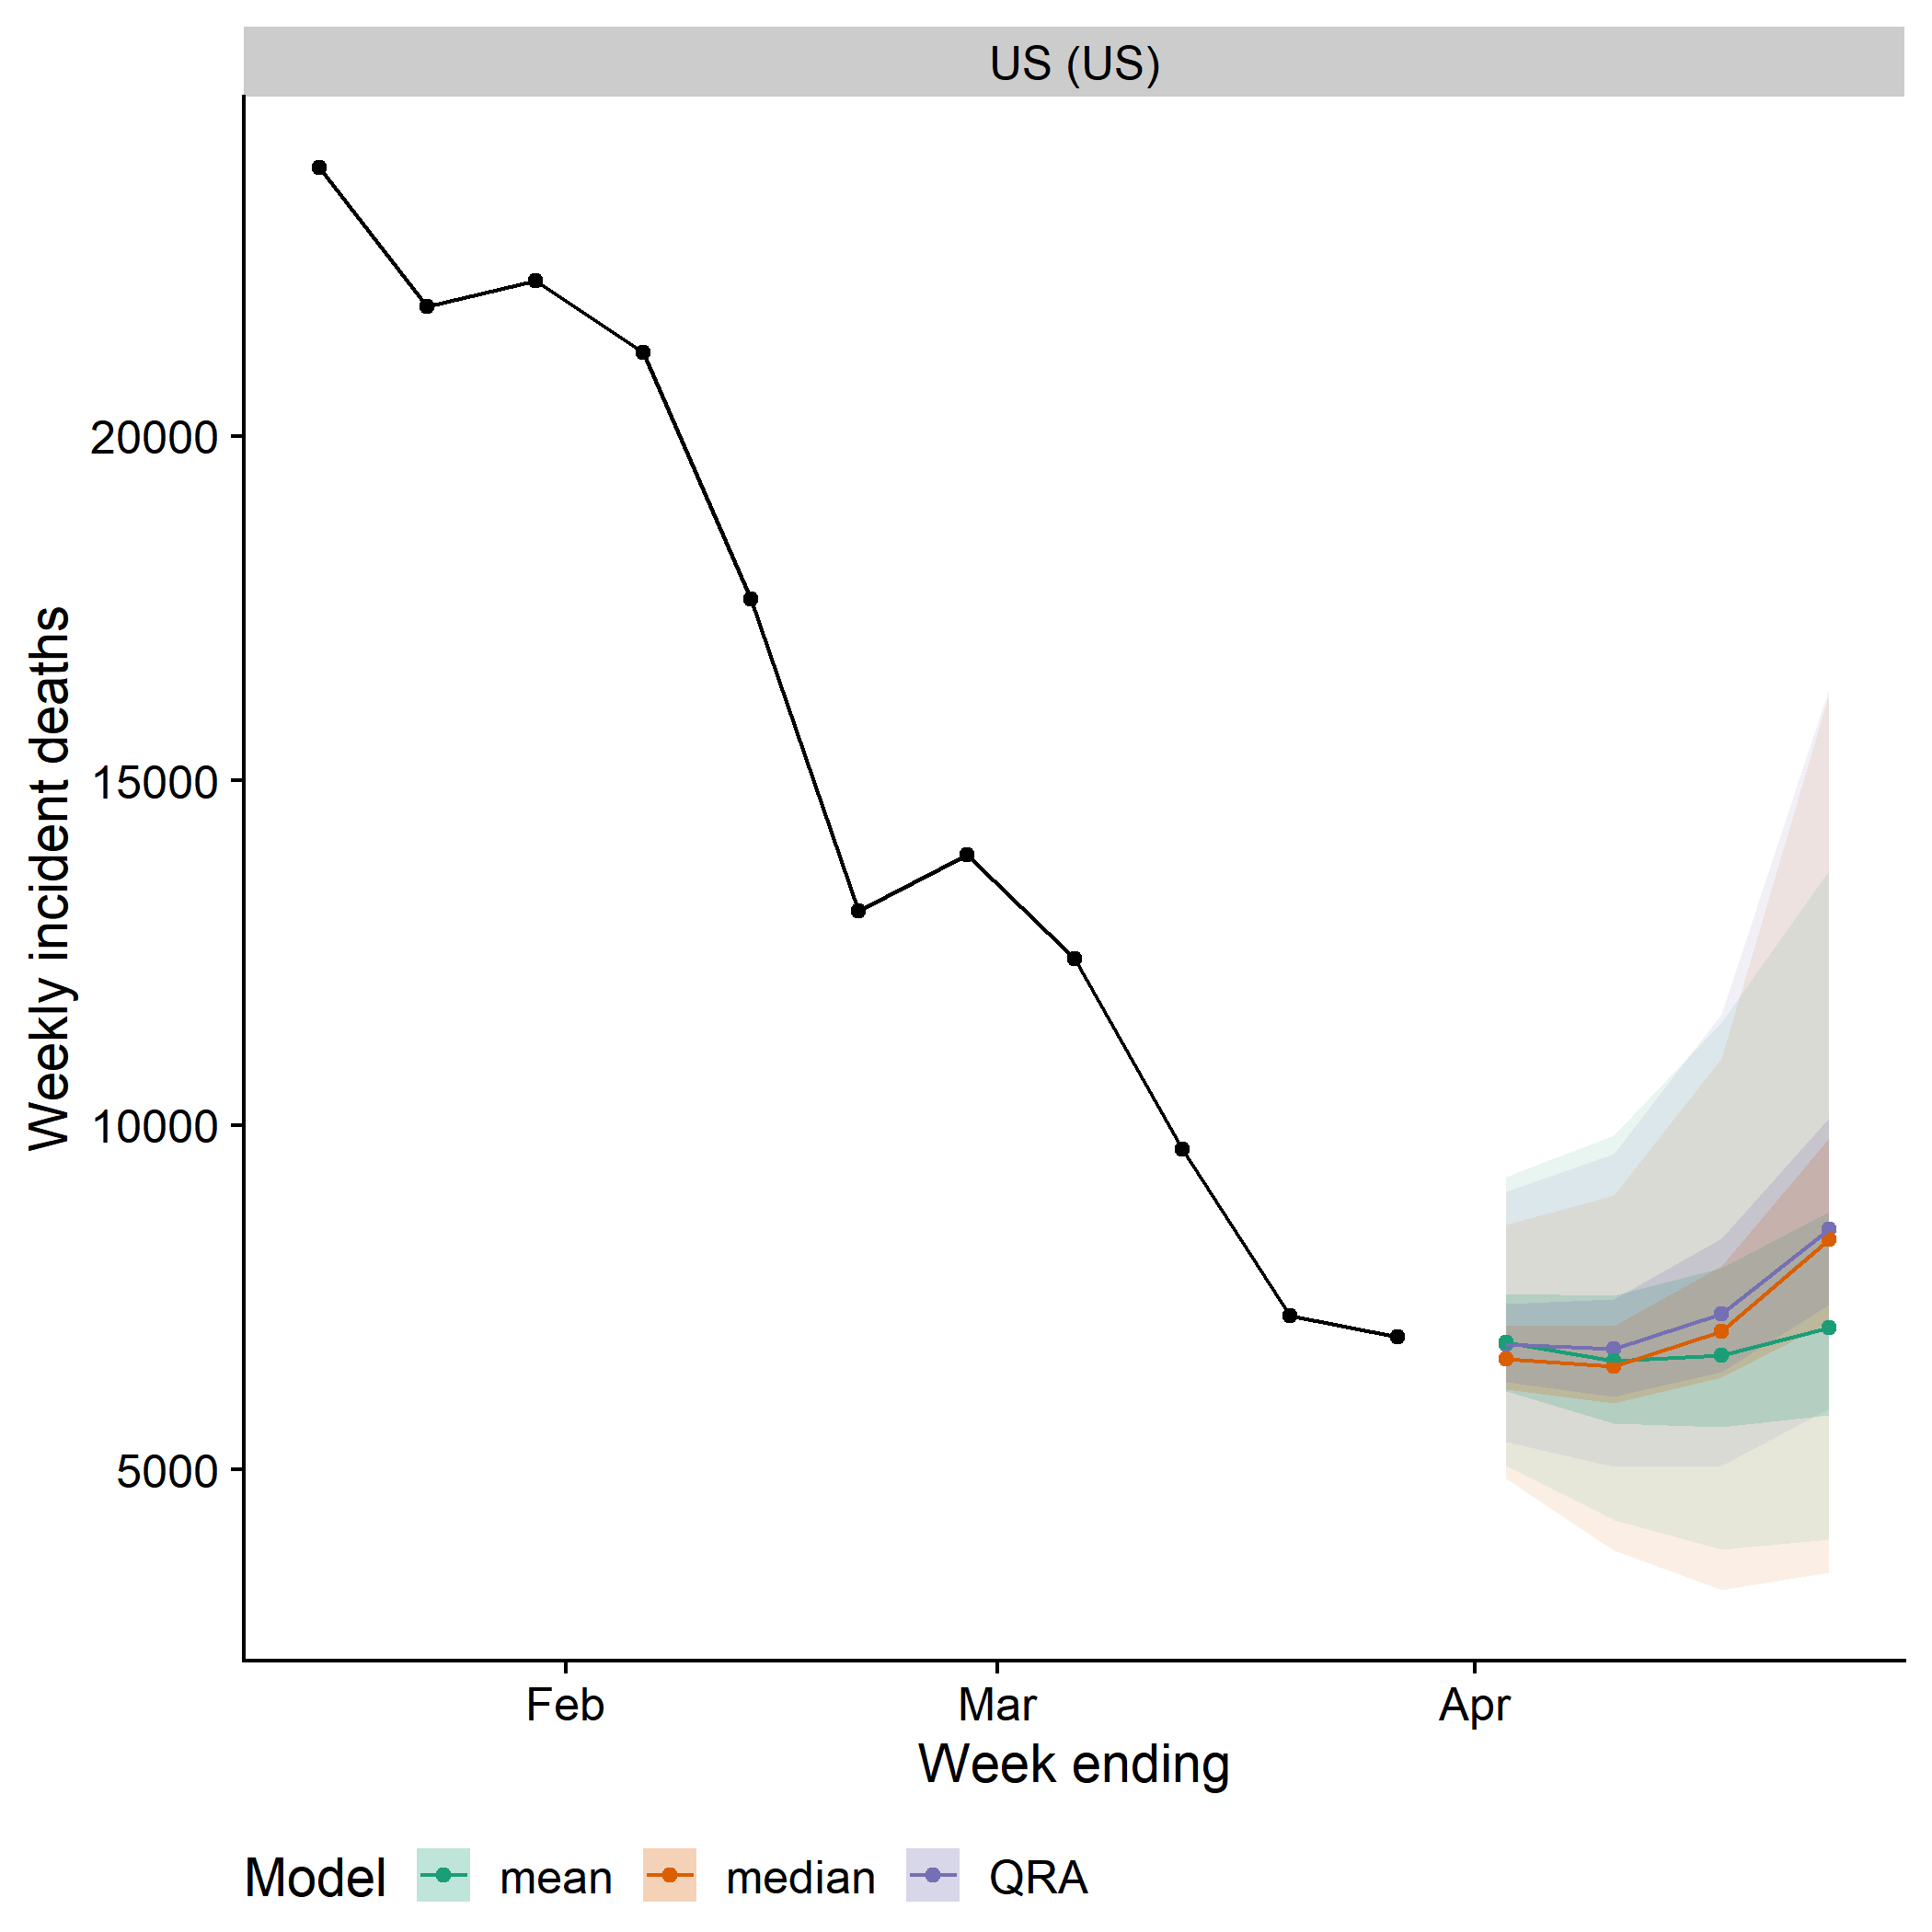 US (US)
Weekly incident deaths
20000
15000
10000
5000
Feb Mar Apr
Week ending
Model mean median QRA